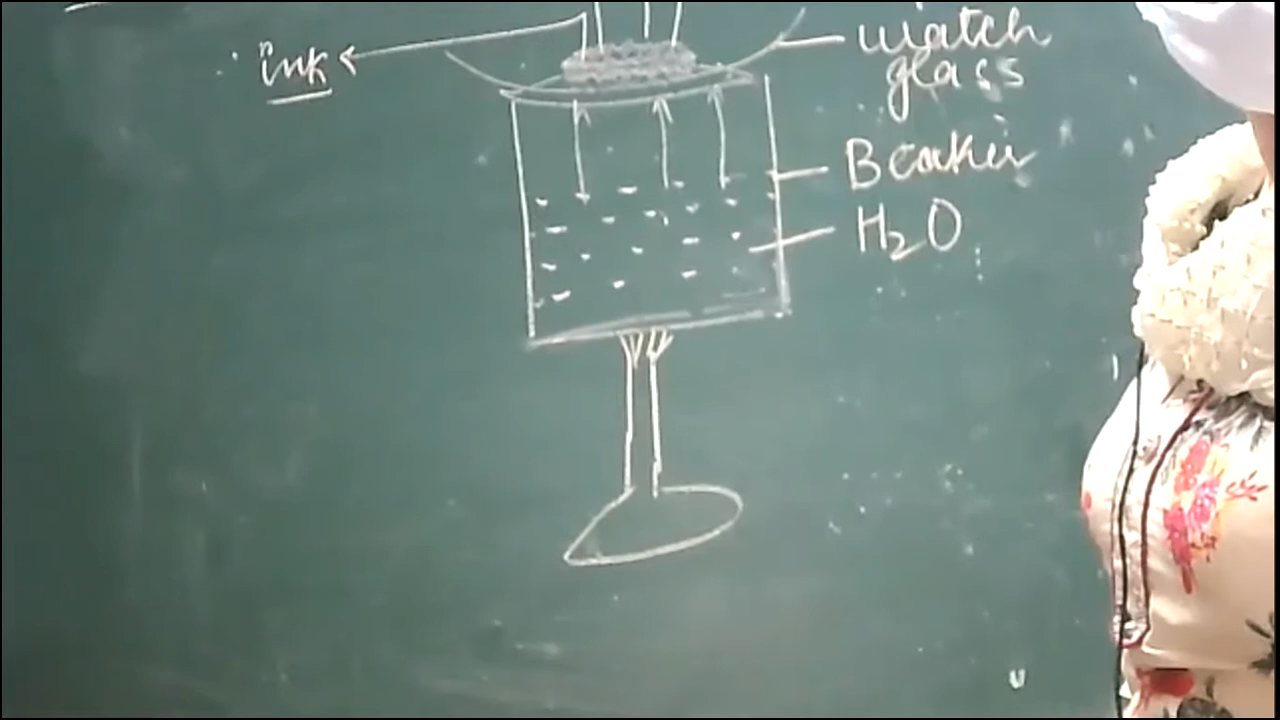 ink
watch
glass
Beaker
H₂O